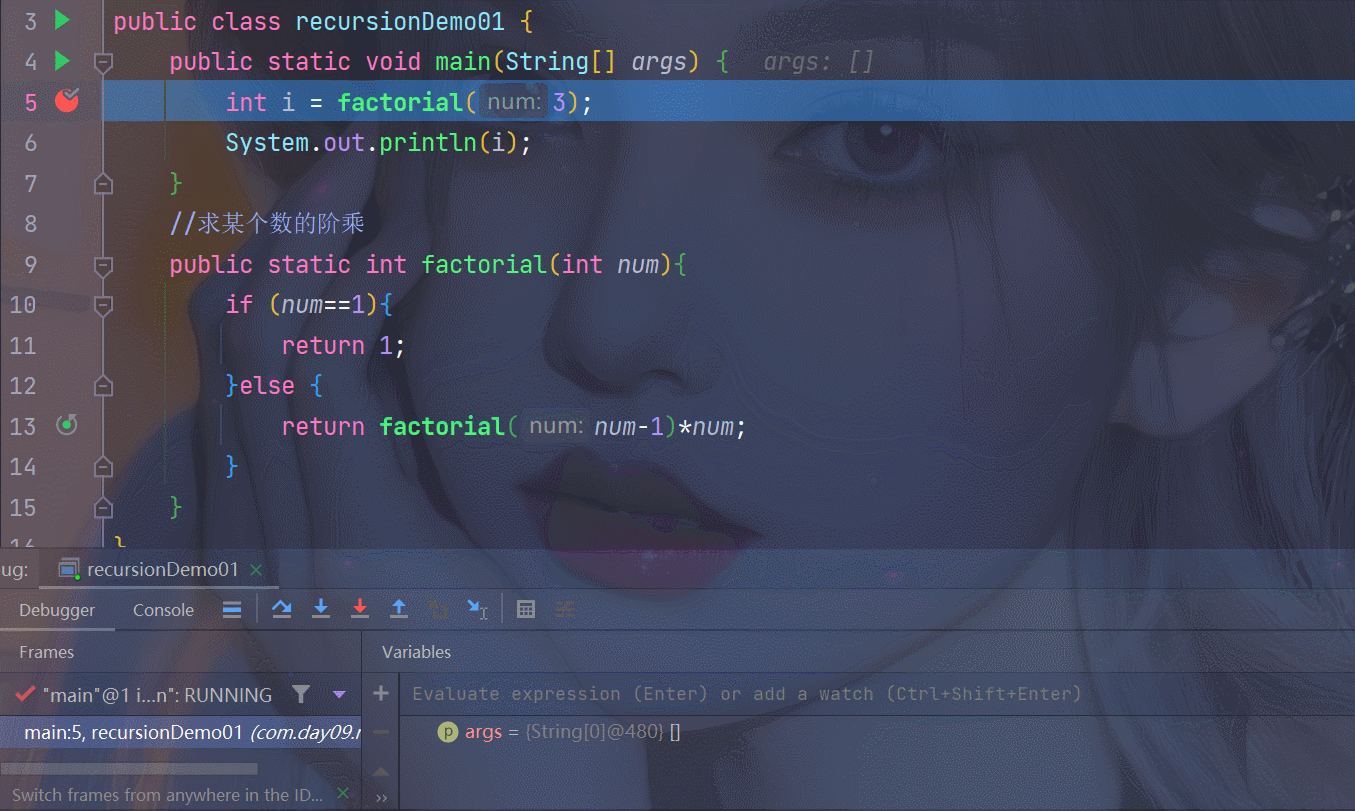 3 public class recursionDemo01 {
4 public static void main(String[] args) { args: []
5 int i = factorial( num: 3);
6 System.out.println(i);
7 }
8 //求某个数的阶乘
9 public static int factorial(int num){
10 if (num==1){
11 return 1;
12 }else {
13 return factorial( num: num-1)*num;
14 }
15 }
16 }
ug: recursionDemo01 ×
Debugger Console
Frames Variables
"main"@1 i...n": RUNNING Evaluate expression (Enter) or add a watch (Ctrl+Shift+Enter)
main:5, recursionDemo01 (com.day09.r p args = {String[0]@480} []
Switch frames from anywhere in the ID... × »